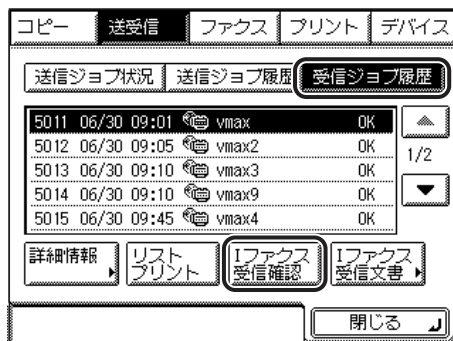 コピー 送受信 ファクス プリント デバイス
送信ジョブ状況 送信ジョブ履歴 受信ジョブ履歴
5011 06/30 09:01 vmax OK
5012 06/30 09:05 vmax2 OK
1/2
5013 06/30 09:10 vmax3 OK
5014 06/30 09:10 vmax9 OK
5015 06/30 09:45 vmax4 OK
詳細情報 リスト Iファクス Iファクス
プリント 受信確認 受信文書
閉じる